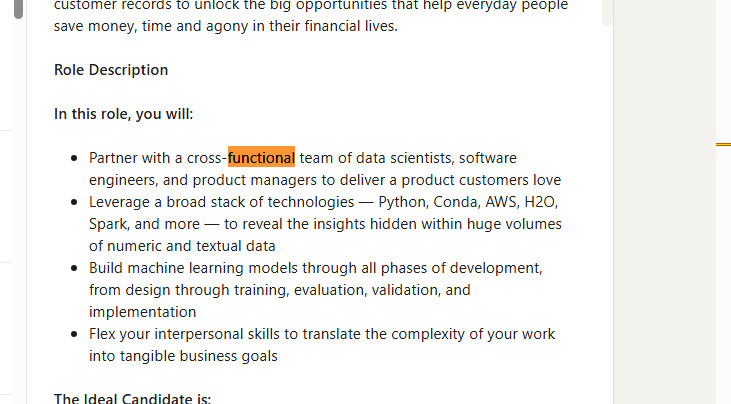 customer records to unlock the big opportunities that help everyday people
save money, time and agony in their financial lives.
Role Description
In this role, you will:
• Partner with a cross-functional team of data scientists, software
engineers, and product managers to deliver a product customers love
• Leverage a broad stack of technologies — Python, Conda, AWS, H2O,
Spark, and more — to reveal the insights hidden within huge volumes
of numeric and textual data
• Build machine learning models through all phases of development,
from design through training, evaluation, validation, and
implementation
• Flex your interpersonal skills to translate the complexity of your work
into tangible business goals
The Ideal Candidate is: